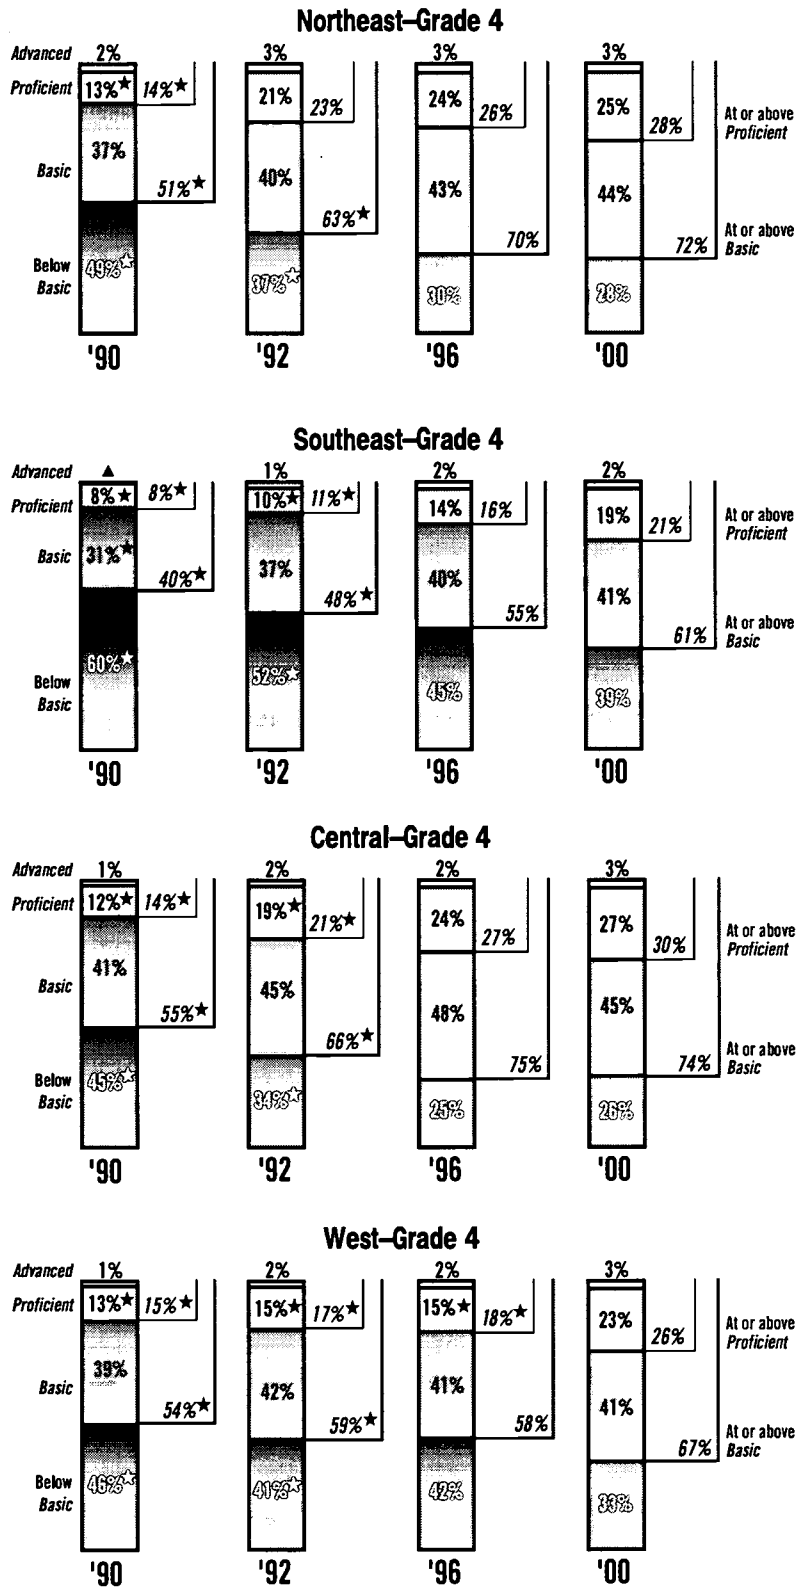 Northeast–Grade 4
Advanced 2% 3% 3% 3%
Proficient 13%★ 14%★ 21% 23% 24% 26% 25% 28% At or above Proficient
Basic 37% 51%★ 40% 63%★ 43% 70% 44% 72% At or above Basic
Below Basic 49%☆ 37%☆ 30% 28%
'90 '92 '96 '00
Southeast–Grade 4
Advanced ▲ 1% 2% 2%
Proficient 8%★ 8%★ 10%★ 11%★ 14% 16% 19% 21% At or above Proficient
Basic 31%★ 40%★ 37% 48%★ 40% 55% 41% 61% At or above Basic
Below Basic 60%☆ 52%☆ 45% 39%
'90 '92 '96 '00
Central–Grade 4
Advanced 1% 2% 2% 3%
Proficient 12%★ 14%★ 19%★ 21%★ 24% 27% 27% 30% At or above Proficient
Basic 41% 55%★ 45% 66%★ 48% 75% 45% 74% At or above Basic
Below Basic 45%☆ 34%☆ 25% 26%
'90 '92 '96 '00
West–Grade 4
Advanced 1% 2% 2% 3%
Proficient 13%★ 15%★ 15%★ 17%★ 15%★ 18%★ 23% 26% At or above Proficient
Basic 39% 54%★ 42% 59%★ 41% 58% 41% 67% At or above Basic
Below Basic 46%☆ 41%☆ 42% 33%
'90 '92 '96 '00